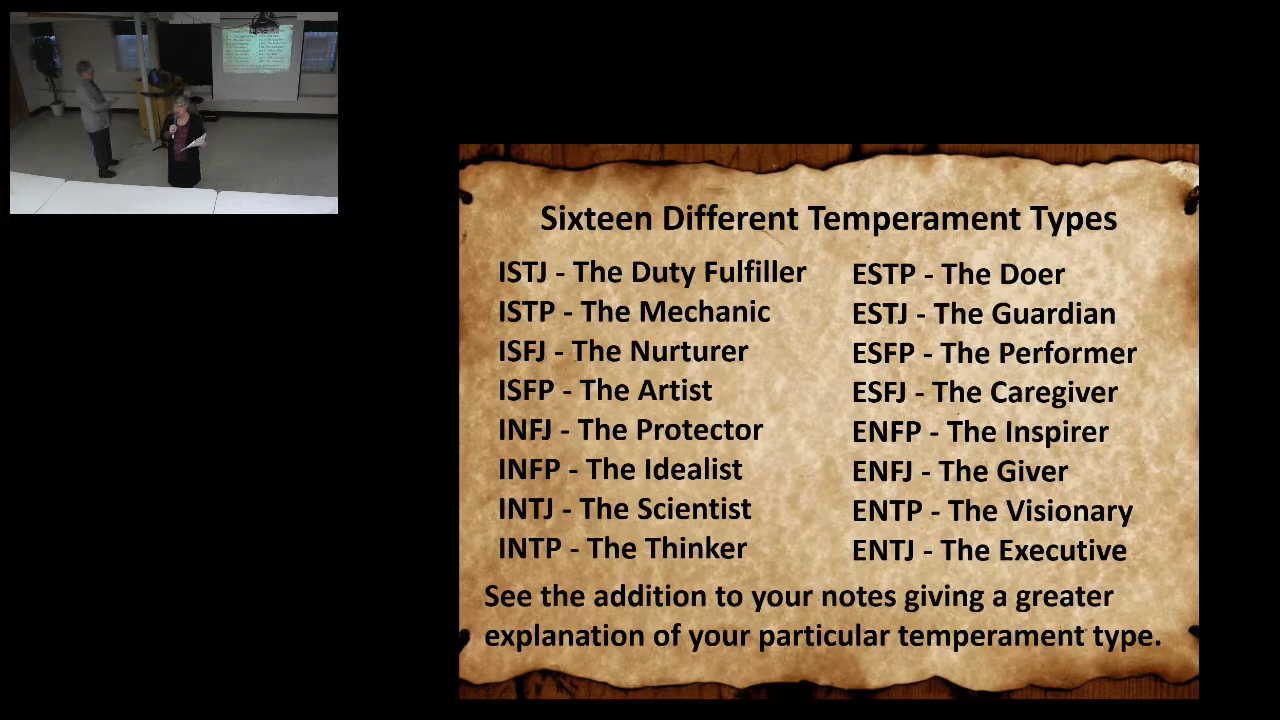 Sixteen Different Temperament Types
ISTJ - The Duty Fulfiller
ISTP - The Mechanic
ISFJ - The Nurturer
ISFP - The Artist
INFJ - The Protector
INFP - The Idealist
INTJ - The Scientist
INTP - The Thinker
ESTP - The Doer
ESTJ - The Guardian
ESFP - The Performer
ESFJ - The Caregiver
ENFP - The Inspirer
ENFJ - The Giver
ENTP - The Visionary
ENTJ - The Executive
See the addition to your notes giving a greater
explanation of your particular temperament type.